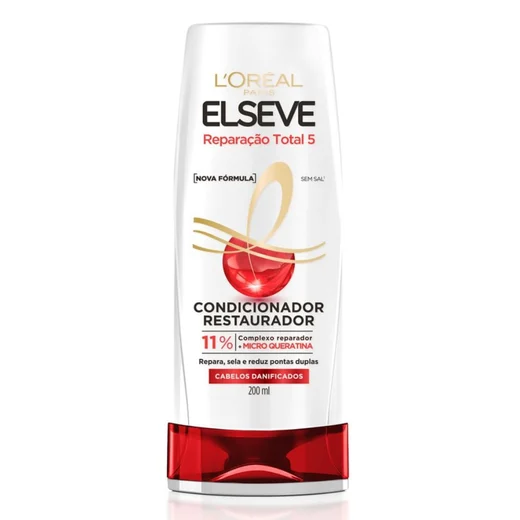 L'ORÉAL
PARIS
ELSEVE
Reparação Total 5
[NOVA FÓRMULA] SEM SAL*
CONDICIONADOR
RESTAURADOR
11% Complexo reparador
+ MICRO QUERATINA
Repara, sela e reduz pontas duplas
CABELOS DANIFICADOS
200 ml